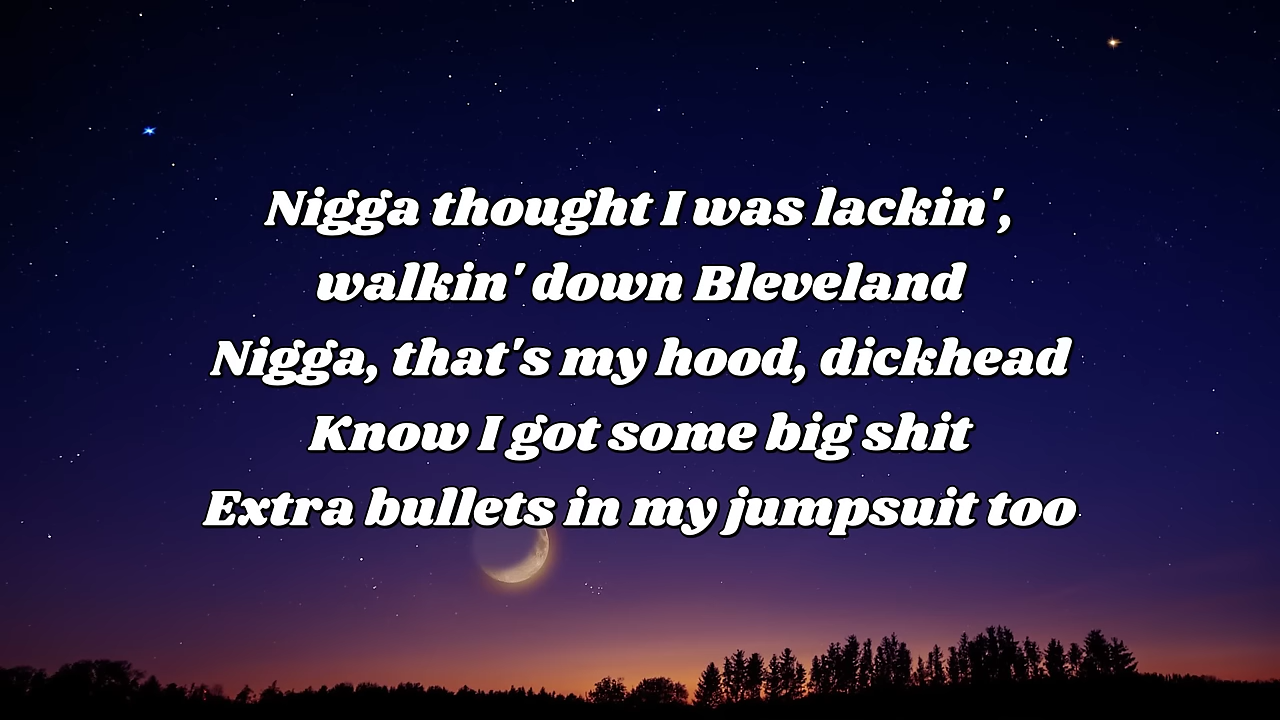 Nigga thought I was lackin',
walkin' down Bleveland
Nigga, that's my hood, dickhead
Know I got some big shit
Extra bullets in my jumpsuit too